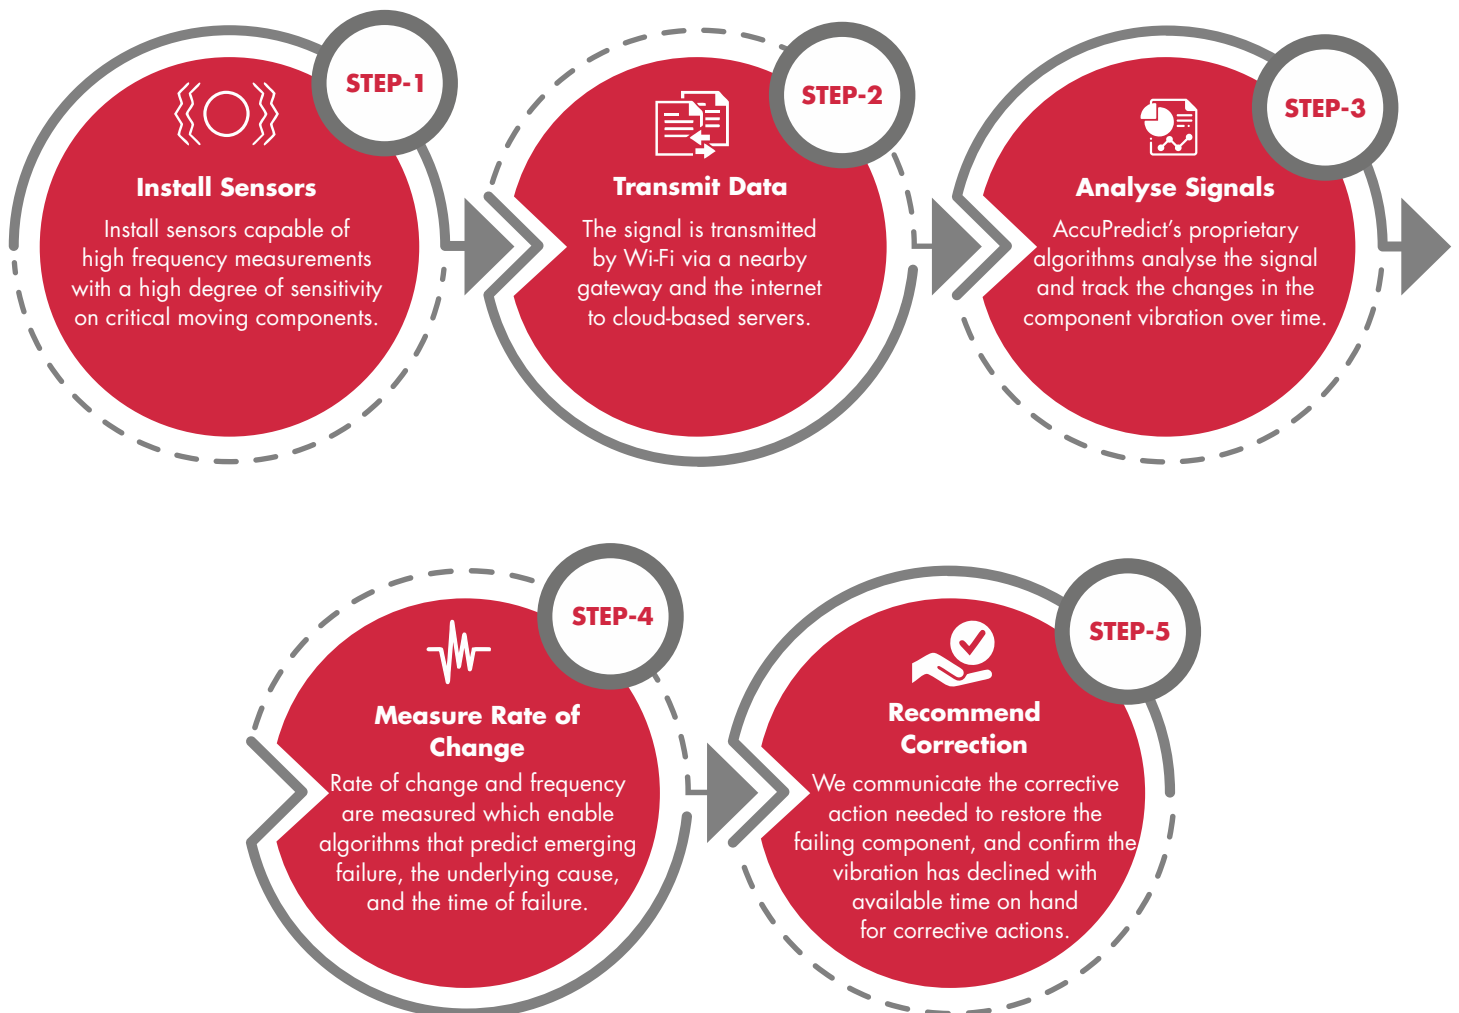 STEP-1
Install Sensors
Install sensors capable of
high frequency measurements
with a high degree of sensitivity
on critical moving components.
STEP-2
Transmit Data
The signal is transmitted
by Wi-Fi via a nearby
gateway and the internet
to cloud-based servers.
STEP-3
Analyse Signals
AccuPredict's proprietary
algorithms analyse the signal
and track the changes in the
component vibration over time.
STEP-4
Measure Rate of
Change
Rate of change and frequency
are measured which enable
algorithms that predict emerging
failure, the underlying cause,
and the time of failure.
STEP-5
Recommend
Correction
We communicate the corrective
action needed to restore the
failing component, and confirm the
vibration has declined with
available time on hand
for corrective actions.